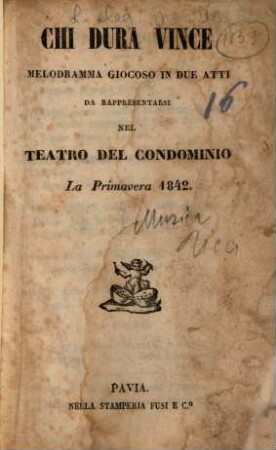 1837
CHI DURA VINCE
MELODRAMMA GIOCOSO IN DUE ATTI
DA RAPPRESENTARSI
16
NEL
TEATRO DEL CONDOMINIO
La Primavera 1842.
Musica
Ricci
PAVIA.
NELLA STAMPERIA FUSI E C.º